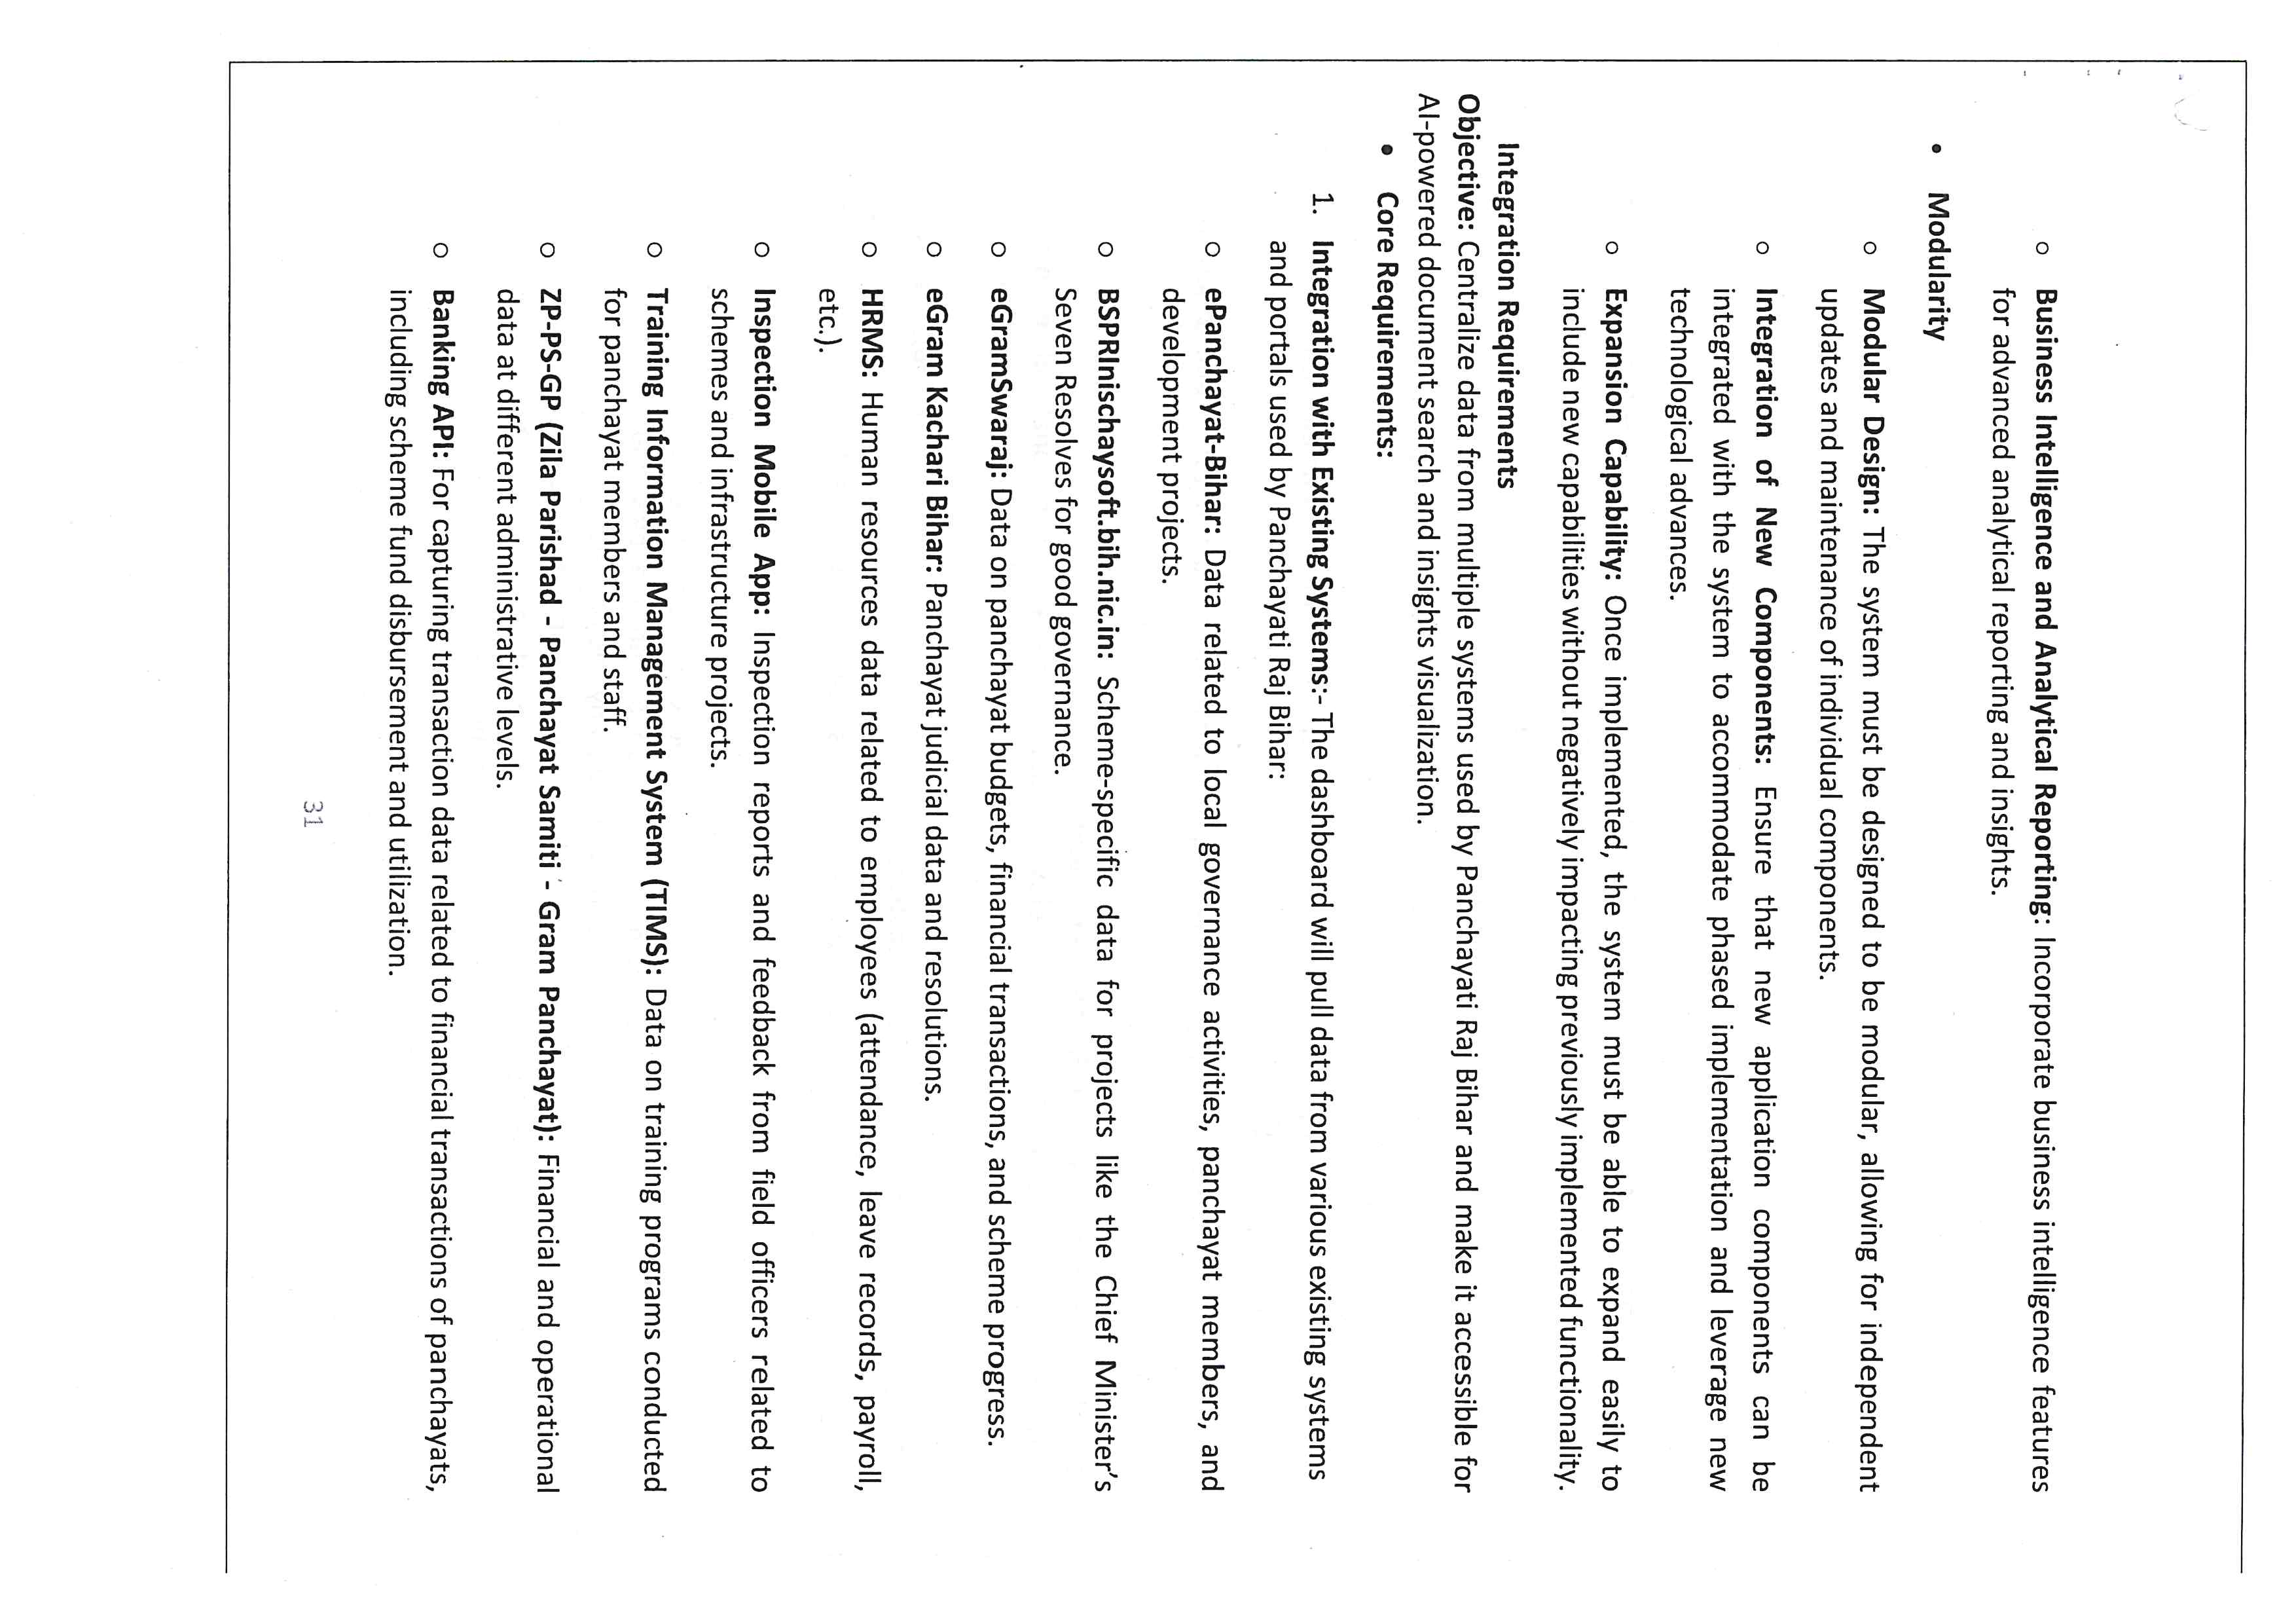 ○ Business Intelligence and Analytical Reporting: Incorporate business intelligence features
for advanced analytical reporting and insights.
• Modularity
○ Modular Design: The system must be designed to be modular, allowing for independent
updates and maintenance of individual components.
○ Integration of New Components: Ensure that new application components can be
integrated with the system to accommodate phased implementation and leverage new
technological advances.
○ Expansion Capability: Once implemented, the system must be able to expand easily to
include new capabilities without negatively impacting previously implemented functionality.
Integration Requirements
Objective: Centralize data from multiple systems used by Panchayati Raj Bihar and make it accessible for
AI-powered document search and insights visualization.
• Core Requirements:
1. Integration with Existing Systems:- The dashboard will pull data from various existing systems
and portals used by Panchayati Raj Bihar:
○ ePanchayat-Bihar: Data related to local governance activities, panchayat members, and
development projects.
○ BSPRInischaysoft.bih.nic.in: Scheme-specific data for projects like the Chief Minister's
Seven Resolves for good governance.
○ eGramSwaraj: Data on panchayat budgets, financial transactions, and scheme progress.
○ eGram Kachari Bihar: Panchayat judicial data and resolutions.
○ HRMS: Human resources data related to employees (attendance, leave records, payroll,
etc.).
○ Inspection Mobile App: Inspection reports and feedback from field officers related to
schemes and infrastructure projects.
○ Training Information Management System (TIMS): Data on training programs conducted
for panchayat members and staff.
○ ZP-PS-GP (Zila Parishad - Panchayat Samiti - Gram Panchayat): Financial and operational
data at different administrative levels.
○ Banking API: For capturing transaction data related to financial transactions of panchayats,
including scheme fund disbursement and utilization.
31